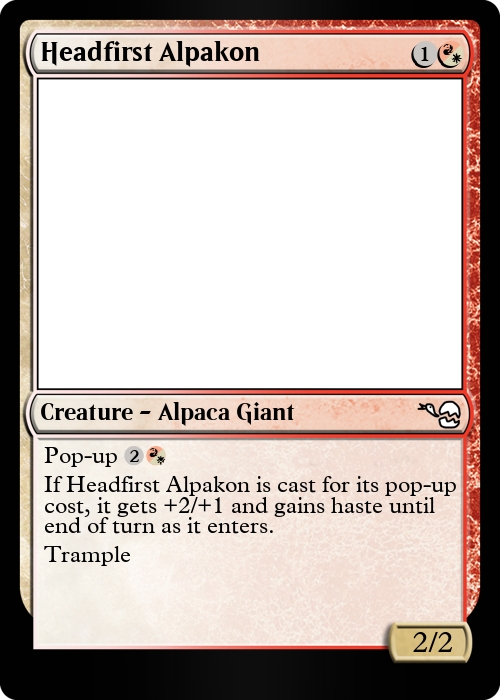 Headfirst Alpakon 1
Creature – Alpaca Giant
Pop-up 2
If Headfirst Alpakon is cast for its pop-up
cost, it gets +2/+1 and gains haste until
end of turn as it enters.
Trample
2/2